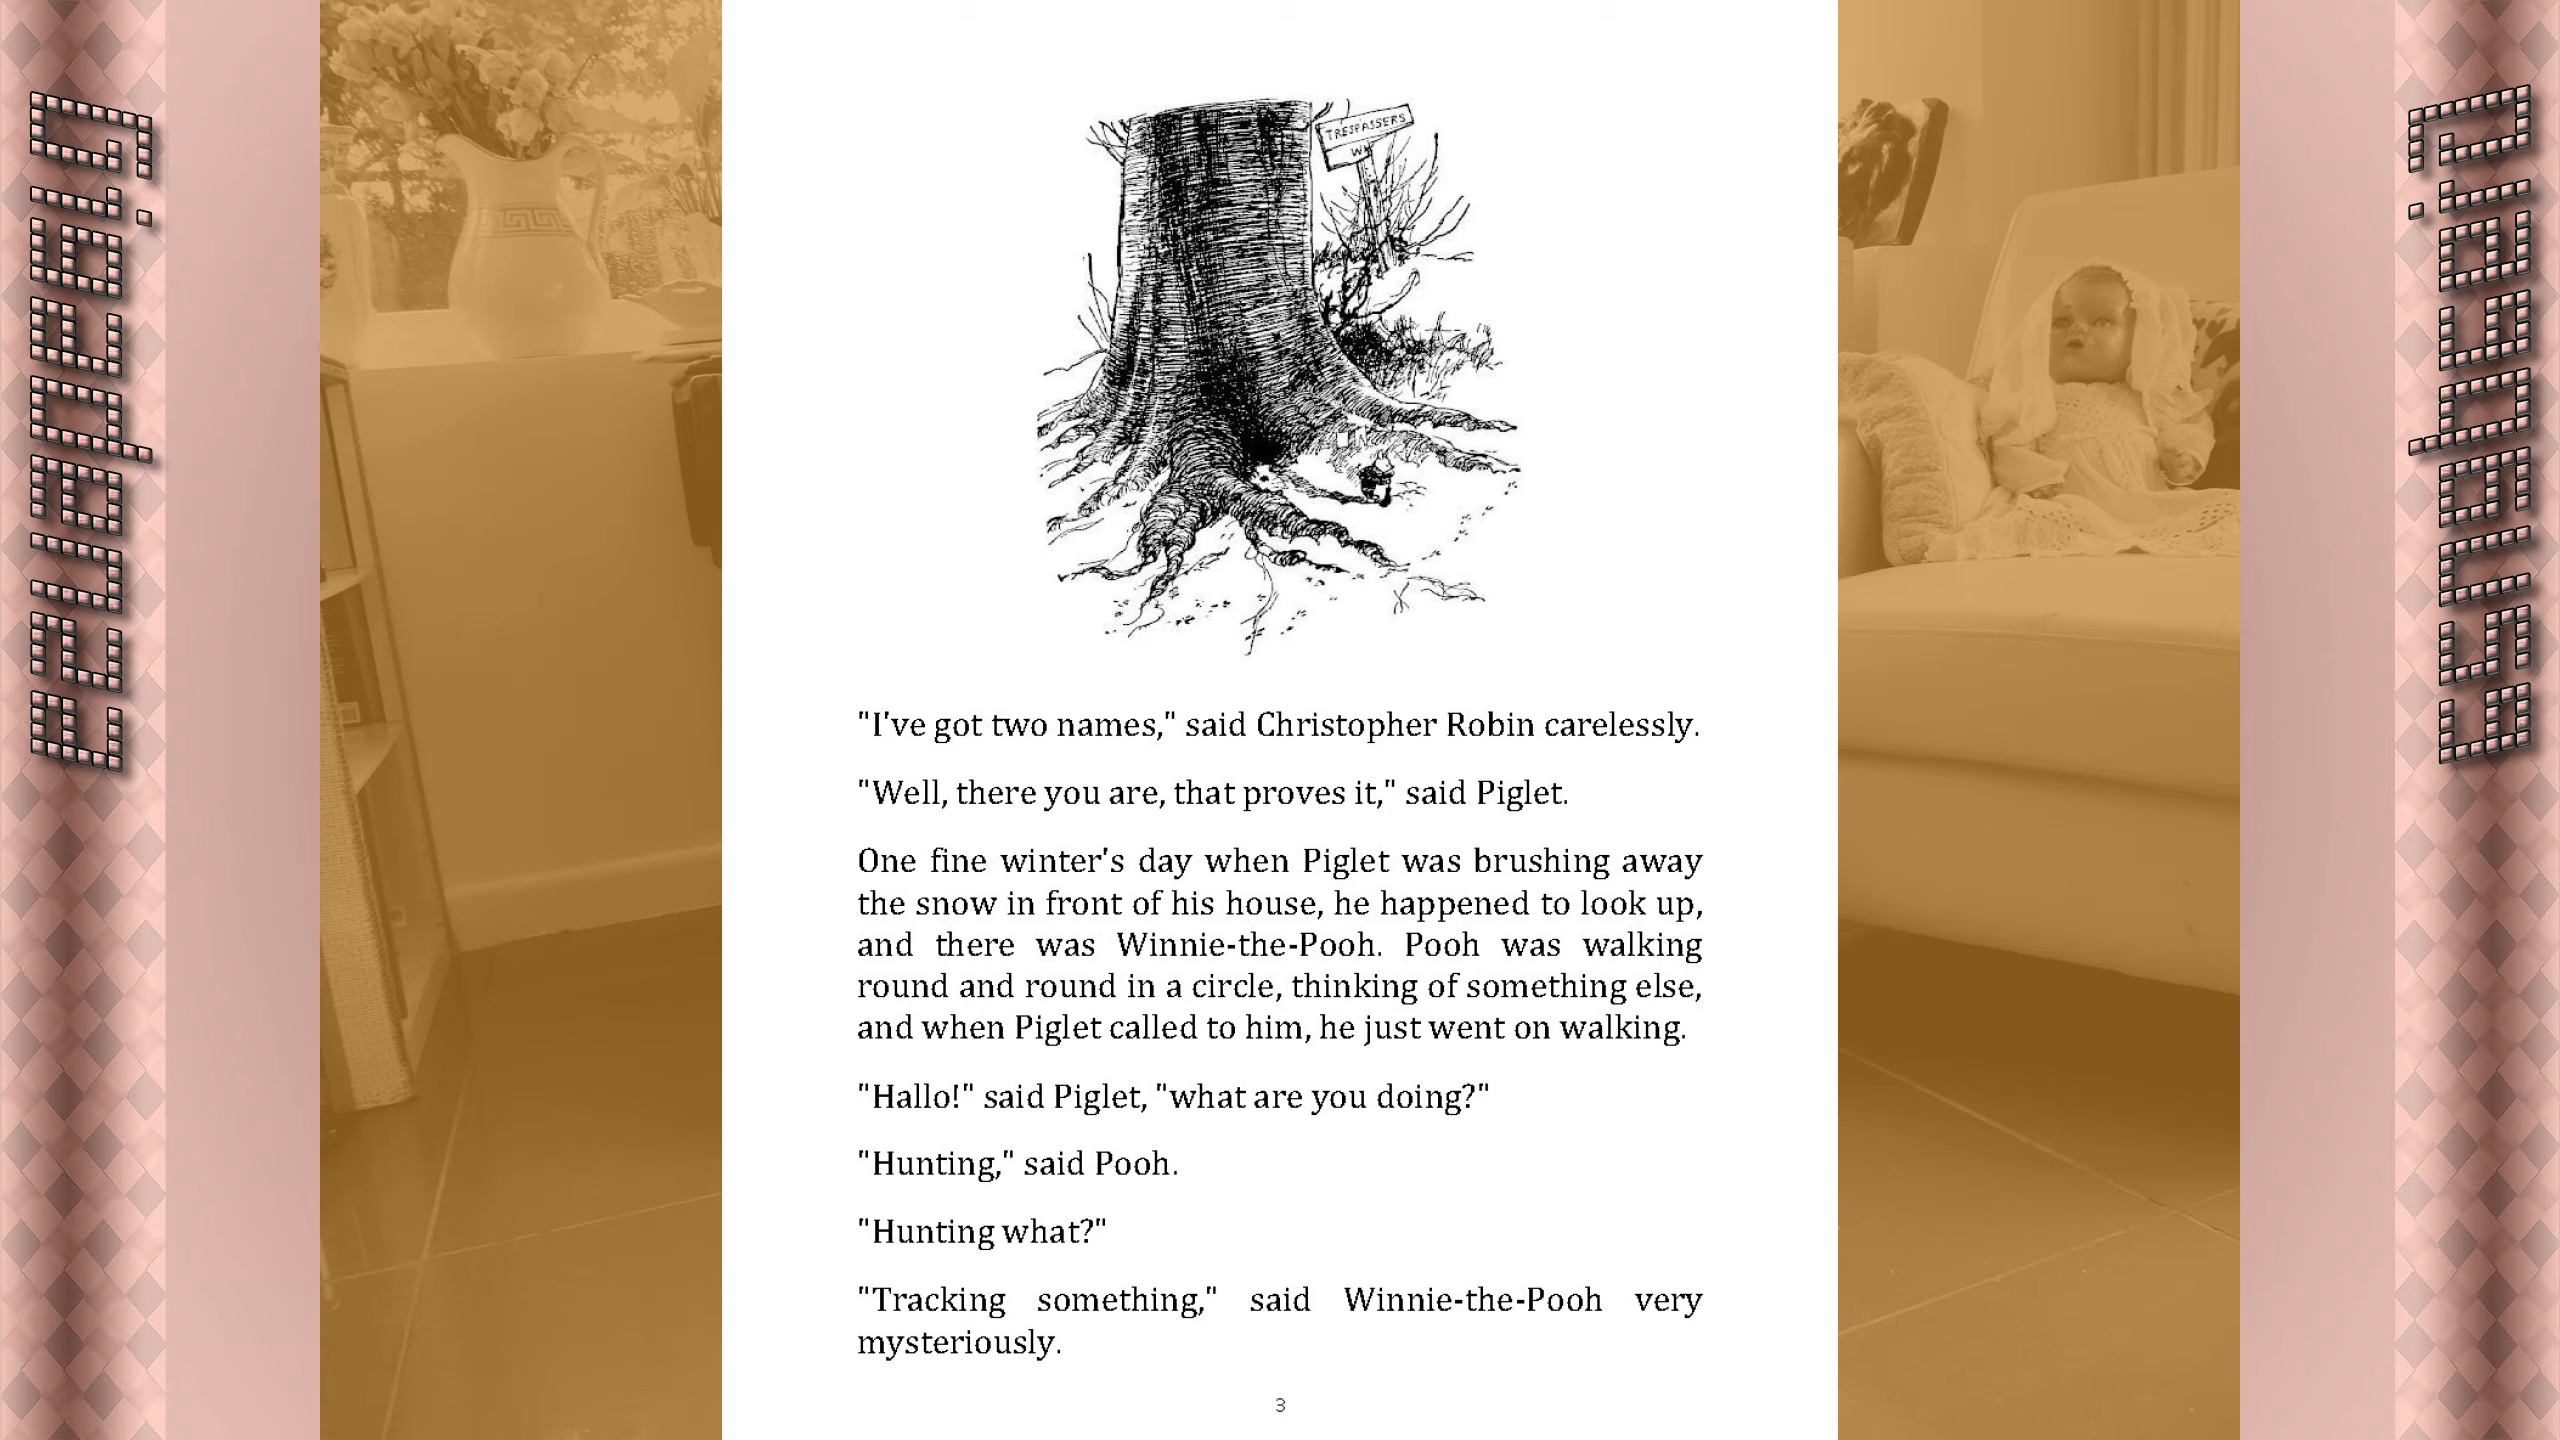 TRESPASSERS
W
"I've got two names," said Christopher Robin carelessly.
"Well, there you are, that proves it," said Piglet.
One fine winter's day when Piglet was brushing away
the snow in front of his house, he happened to look up,
and there was Winnie-the-Pooh. Pooh was walking
round and round in a circle, thinking of something else,
and when Piglet called to him, he just went on walking.
"Hallo!" said Piglet, "what are you doing?"
"Hunting," said Pooh.
"Hunting what?"
"Tracking something," said Winnie-the-Pooh very
mysteriously.
3